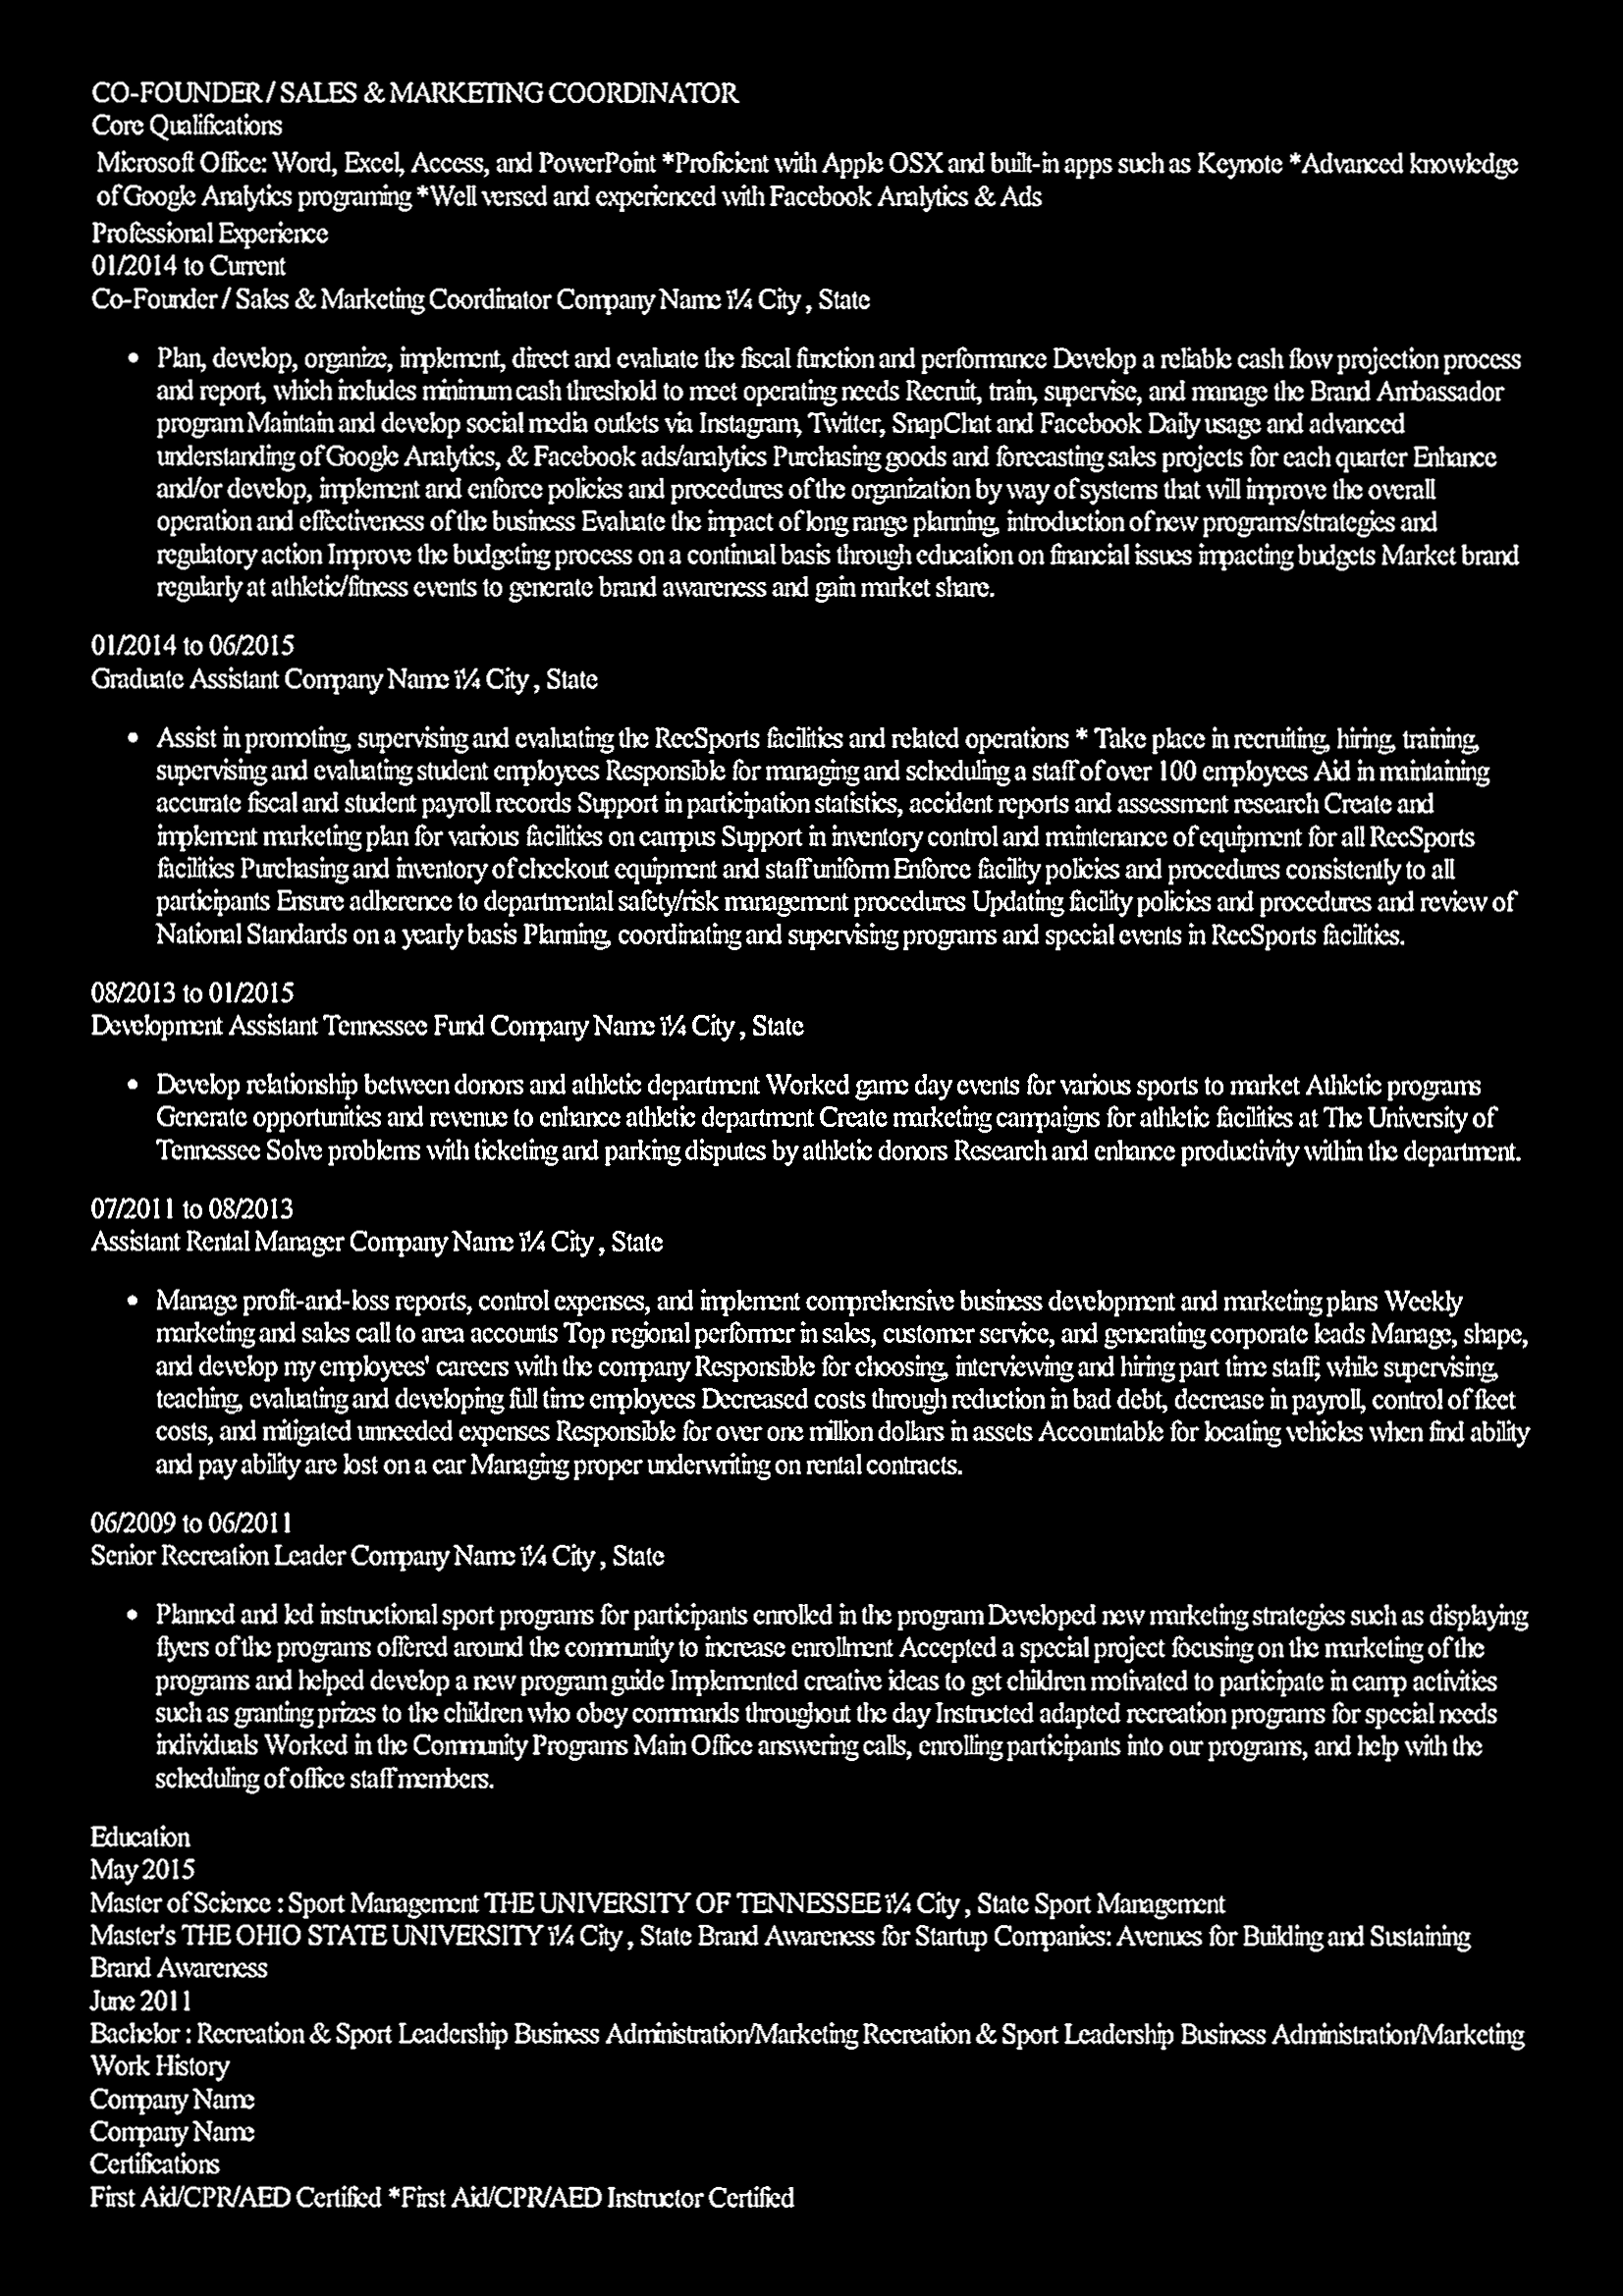 CO-FOUNDER / SALES & MARKETING COORDINATOR
Core Qualifications
Microsoft Office: Word, Excel, Access, and PowerPoint *Proficient with Apple OSX and built-in apps such as Keynote *Advanced knowledge
of Google Analytics programing *Well versed and experienced with Facebook Analytics & Ads
Professional Experience
01/2014 to Current
Co-Founder / Sales & Marketing Coordinator Company Name ï¼ City , State
• Plan, develop, organize, implement, direct and evaluate the fiscal function and performance Develop a reliable cash flow projection process
and report, which includes minimum cash threshold to meet operating needs Recruit, train, supervise, and manage the Brand Ambassador
program Maintain and develop social media outlets via Instagram, Twitter, SnapChat and Facebook Daily usage and advanced
understanding of Google Analytics, & Facebook ads/analytics Purchasing goods and forecasting sales projects for each quarter Enhance
and/or develop, implement and enforce policies and procedures of the organization by way of systems that will improve the overall
operation and effectiveness of the business Evaluate the impact of long range planning, introduction of new programs/strategies and
regulatory action Improve the budgeting process on a continual basis through education on financial issues impacting budgets Market brand
regularly at athletic/fitness events to generate brand awareness and gain market share.
01/2014 to 06/2015
Graduate Assistant Company Name ï¼ City , State
• Assist in promoting, supervising and evaluating the RecSports facilities and related operations * Take place in recruiting, hiring, training,
supervising and evaluating student employees Responsible for managing and scheduling a staff of over 100 employees Aid in maintaining
accurate fiscal and student payroll records Support in participation statistics, accident reports and assessment research Create and
implement marketing plan for various facilities on campus Support in inventory control and maintenance of equipment for all RecSports
facilities Purchasing and inventory of checkout equipment and staff uniform Enforce facility policies and procedures consistently to all
participants Ensure adherence to departmental safety/risk management procedures Updating facility policies and procedures and review of
National Standards on a yearly basis Planning, coordinating and supervising programs and special events in RecSports facilities.
08/2013 to 01/2015
Development Assistant Tennessee Fund Company Name ï¼ City , State
• Develop relationship between donors and athletic department Worked game day events for various sports to market Athletic programs
Generate opportunities and revenue to enhance athletic department Create marketing campaigns for athletic facilities at The University of
Tennessee Solve problems with ticketing and parking disputes by athletic donors Research and enhance productivity within the department.
07/2011 to 08/2013
Assistant Rental Manager Company Name ï¼ City , State
• Manage profit-and-loss reports, control expenses, and implement comprehensive business development and marketing plans Weekly
marketing and sales call to area accounts Top regional performer in sales, customer service, and generating corporate leads Manage, shape,
and develop my employees' careers with the company Responsible for choosing, interviewing and hiring part time staff; while supervising,
teaching, evaluating and developing full time employees Decreased costs through reduction in bad debt, decrease in payroll, control of fleet
costs, and mitigated unneeded expenses Responsible for over one million dollars in assets Accountable for locating vehicles when find ability
and pay ability are lost on a car Managing proper underwriting on rental contracts.
06/2009 to 06/2011
Senior Recreation Leader Company Name ï¼ City , State
• Planned and led instructional sport programs for participants enrolled in the program Developed new marketing strategies such as displaying
flyers of the programs offered around the community to increase enrollment Accepted a special project focusing on the marketing of the
programs and helped develop a new program guide Implemented creative ideas to get children motivated to participate in camp activities
such as granting prizes to the children who obey commands throughout the day Instructed adapted recreation programs for special needs
individuals Worked in the Community Programs Main Office answering calls, enrolling participants into our programs, and help with the
scheduling of office staff members.
Education
May 2015
Master of Science : Sport Management THE UNIVERSITY OF TENNESSEE ï¼ City , State Sport Management
Master's THE OHIO STATE UNIVERSITY ï¼ City , State Brand Awareness for Startup Companies: Avenues for Building and Sustaining
Brand Awareness
June 2011
Bachelor : Recreation & Sport Leadership Business Administration/Marketing Recreation & Sport Leadership Business Administration/Marketing
Work History
Company Name
Company Name
Certifications
First Aid/CPR/AED Certified *First Aid/CPR/AED Instructor Certified